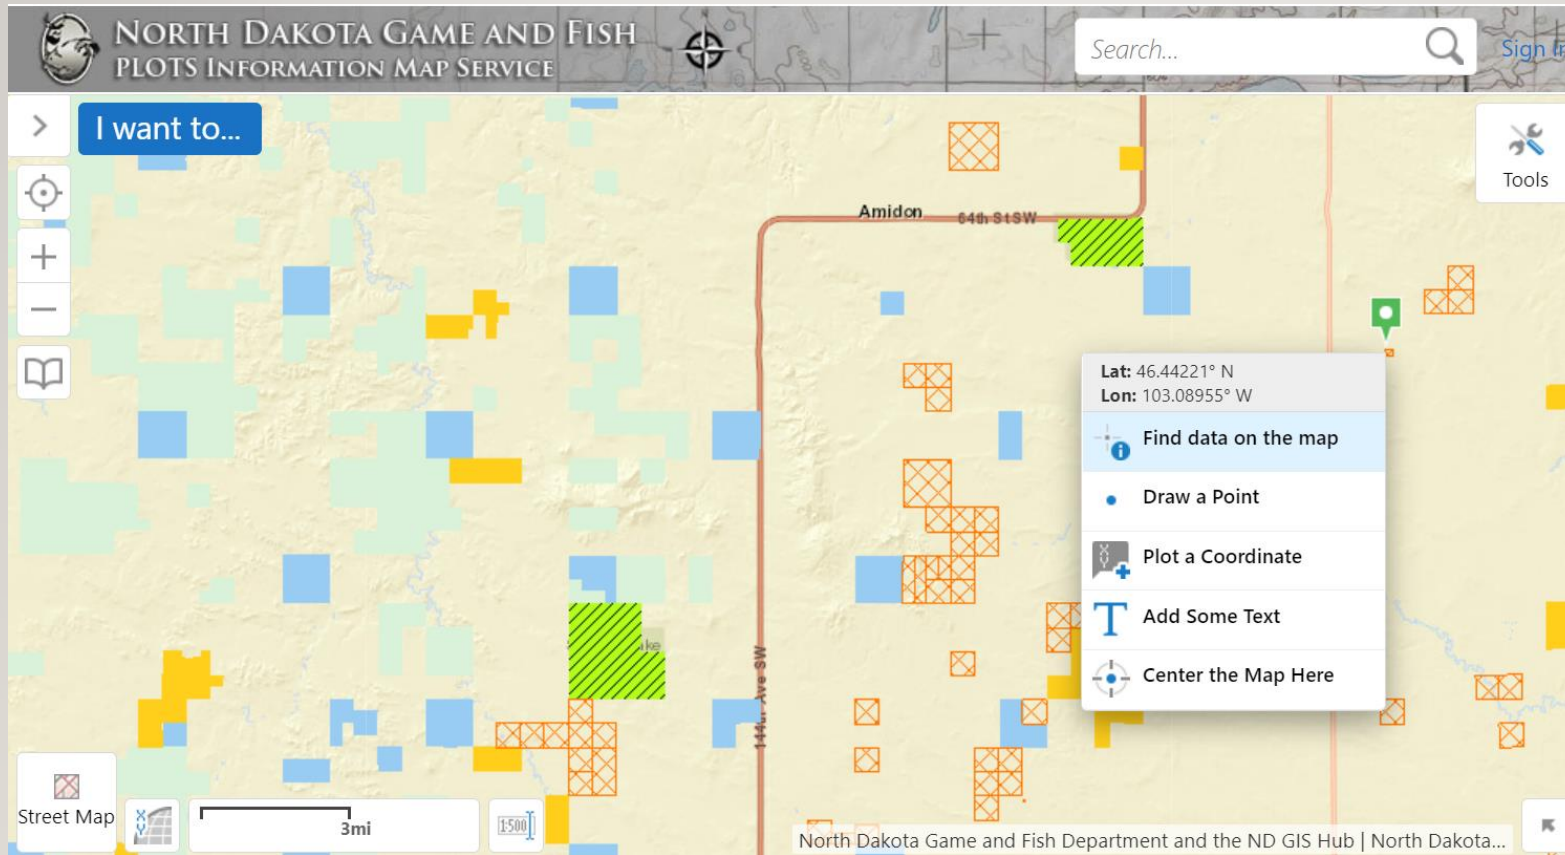 NORTH DAKOTA GAME AND FISH
PLOTS INFORMATION MAP SERVICE
Search...
Sign in
I want to...
Tools
Amidon
64th St SW
Lat: 46.44221° N
Lon: 103.08955° W
Find data on the map
Draw a Point
Plot a Coordinate
Add Some Text
Center the Map Here
144th Ave SW
Street Map
3mi
1:500
North Dakota Game and Fish Department and the ND GIS Hub | North Dakota...